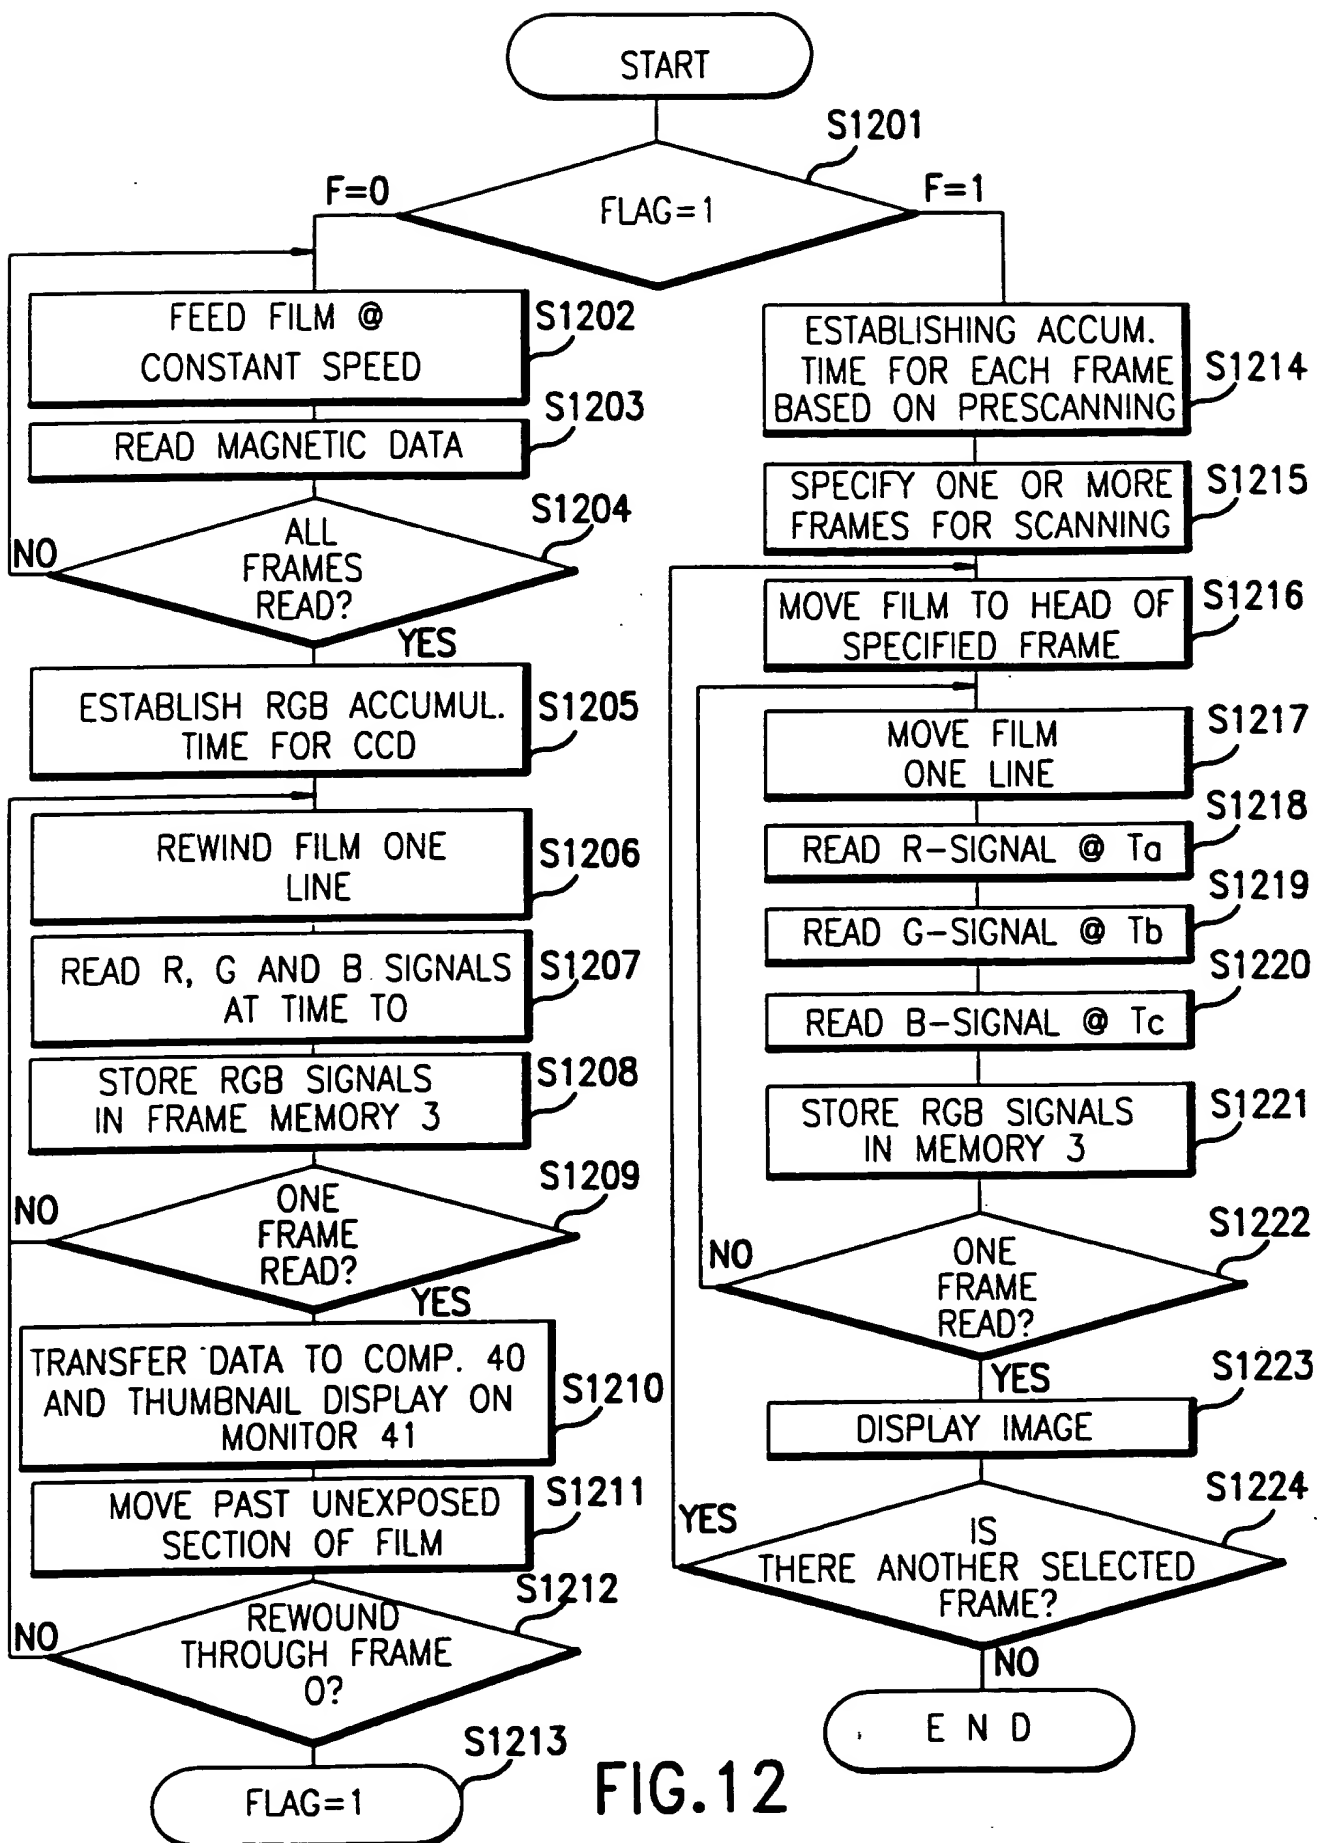 START
S1201
F=0
FLAG=1
F=1
FEED FILM @
CONSTANT SPEED
S1202
READ MAGNETIC DATA
S1203
ALL
FRAMES
READ?
S1204
NO
YES
ESTABLISH RGB ACCUMUL.
TIME FOR CCD
S1205
REWIND FILM ONE
LINE
S1206
READ R, G AND B SIGNALS
AT TIME TO
S1207
STORE RGB SIGNALS
IN FRAME MEMORY 3
S1208
ONE
FRAME
READ?
S1209
NO
YES
TRANSFER DATA TO COMP. 40
AND THUMBNAIL DISPLAY ON
MONITOR 41
S1210
MOVE PAST UNEXPOSED
SECTION OF FILM
S1211
REWOUND
THROUGH FRAME
0?
S1212
NO
FLAG=1
S1213
ESTABLISHING ACCUM.
TIME FOR EACH FRAME
BASED ON PRESCANNING
S1214
SPECIFY ONE OR MORE
FRAMES FOR SCANNING
S1215
MOVE FILM TO HEAD OF
SPECIFIED FRAME
S1216
MOVE FILM
ONE LINE
S1217
READ R-SIGNAL @ Ta
S1218
READ G-SIGNAL @ Tb
S1219
READ B-SIGNAL @ Tc
S1220
STORE RGB SIGNALS
IN MEMORY 3
S1221
ONE
FRAME
READ?
S1222
NO
YES
DISPLAY IMAGE
S1223
IS
THERE ANOTHER SELECTED
FRAME?
S1224
YES
NO
E N D
FIG.12